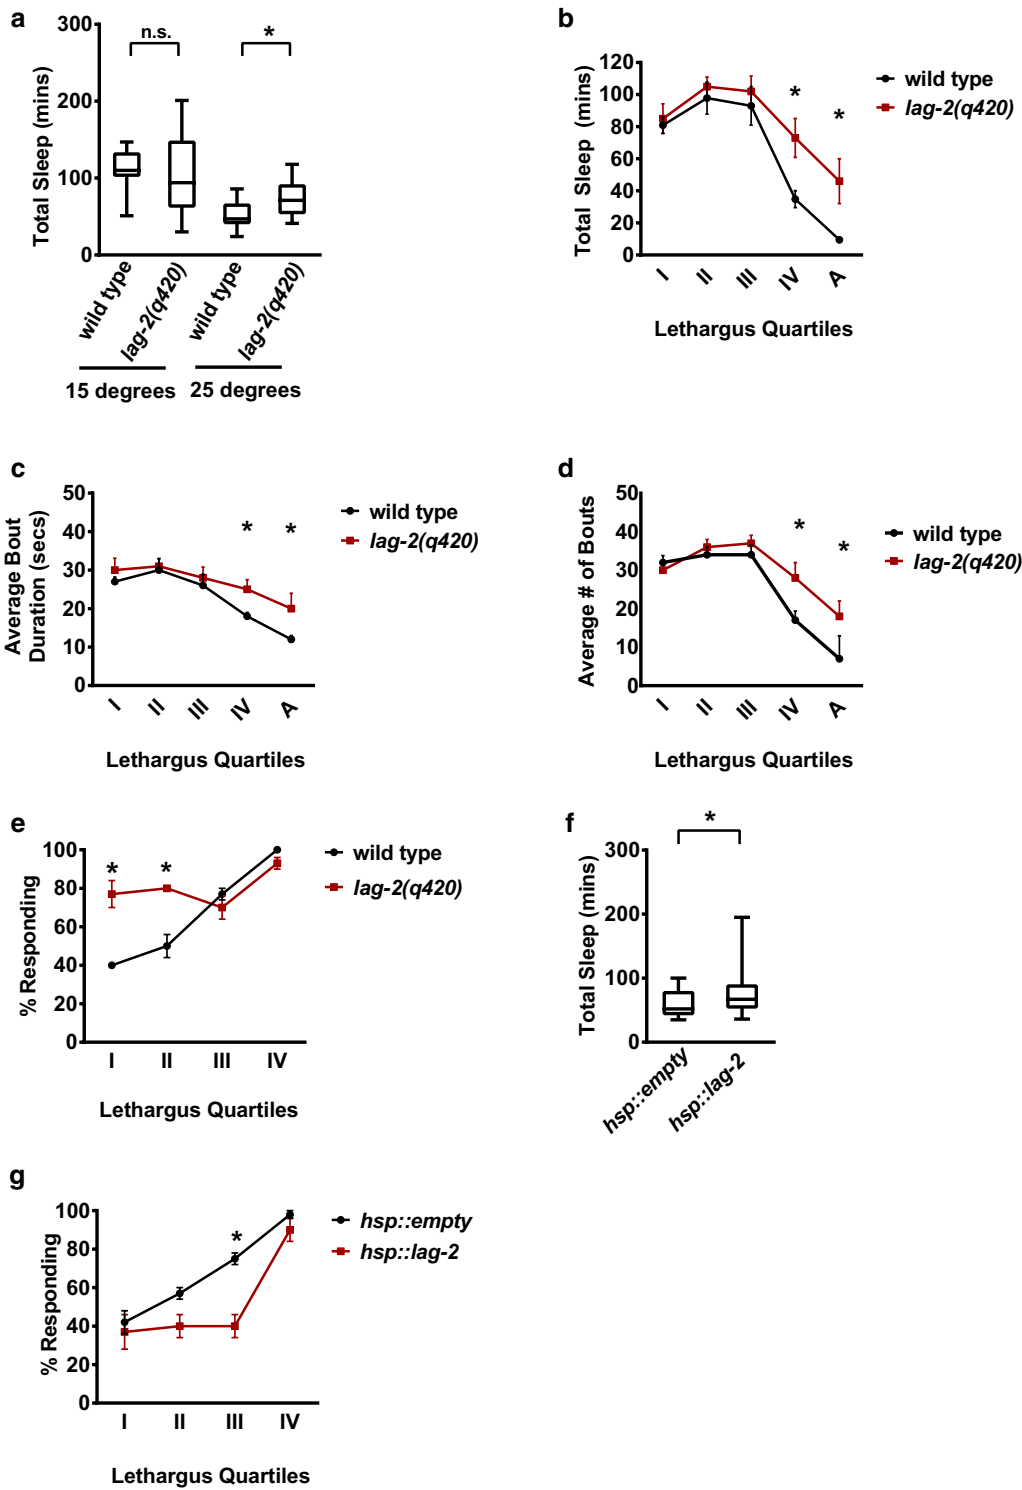 a
300
200
100
0
Total Sleep (mins)
n.s.
*
wild type
lag-2(q420)
wild type
lag-2(q420)
15 degrees
25 degrees
b
120
100
80
60
40
20
0
Total Sleep (mins)
*
*
wild type
lag-2(q420)
I II III IV A
Lethargus Quartiles
c
50
40
30
20
10
0
Average Bout
Duration (secs)
*
*
wild type
lag-2(q420)
I II III IV A
Lethargus Quartiles
d
50
40
30
20
10
0
Average # of Bouts
*
*
wild type
lag-2(q420)
I II III IV A
Lethargus Quartiles
e
100
80
60
40
20
0
% Responding
*
*
wild type
lag-2(q420)
I II III IV
Lethargus Quartiles
f
300
200
100
0
Total Sleep (mins)
*
hsp::empty
hsp::lag-2
g
100
80
60
40
20
0
% Responding
*
hsp::empty
hsp::lag-2
I II III IV
Lethargus Quartiles